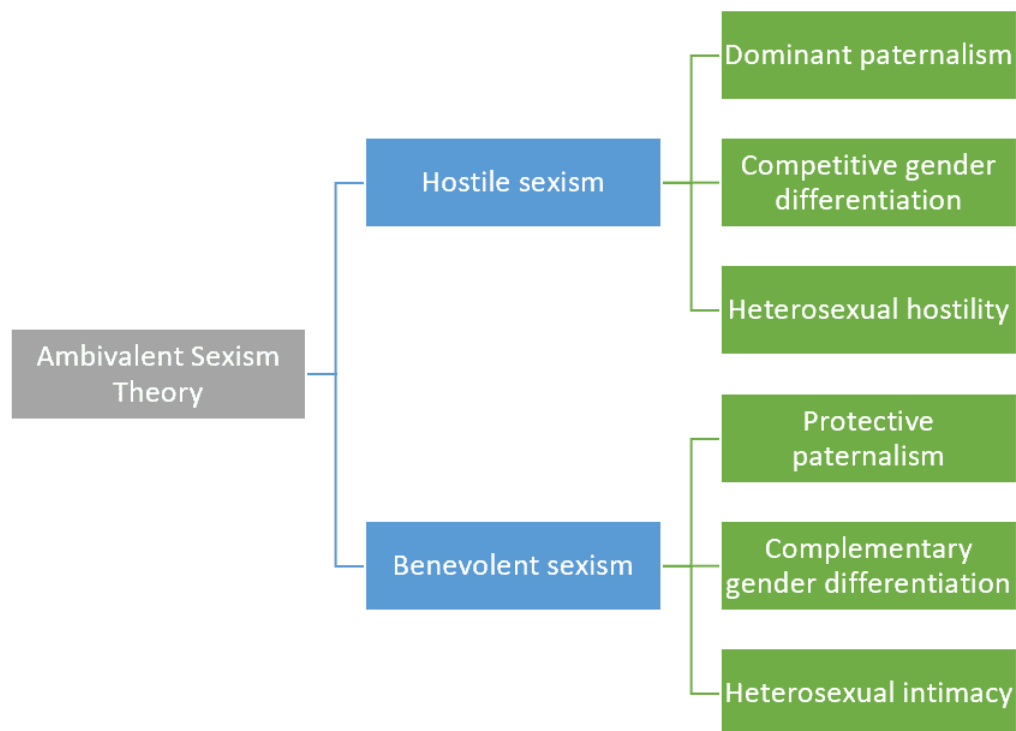 Dominant paternalism
Hostile sexism
Competitive gender
differentiation
Heterosexual hostility
Ambivalent Sexism
Theory
Protective
paternalism
Benevolent sexism
Complementary
gender differentiation
Heterosexual intimacy